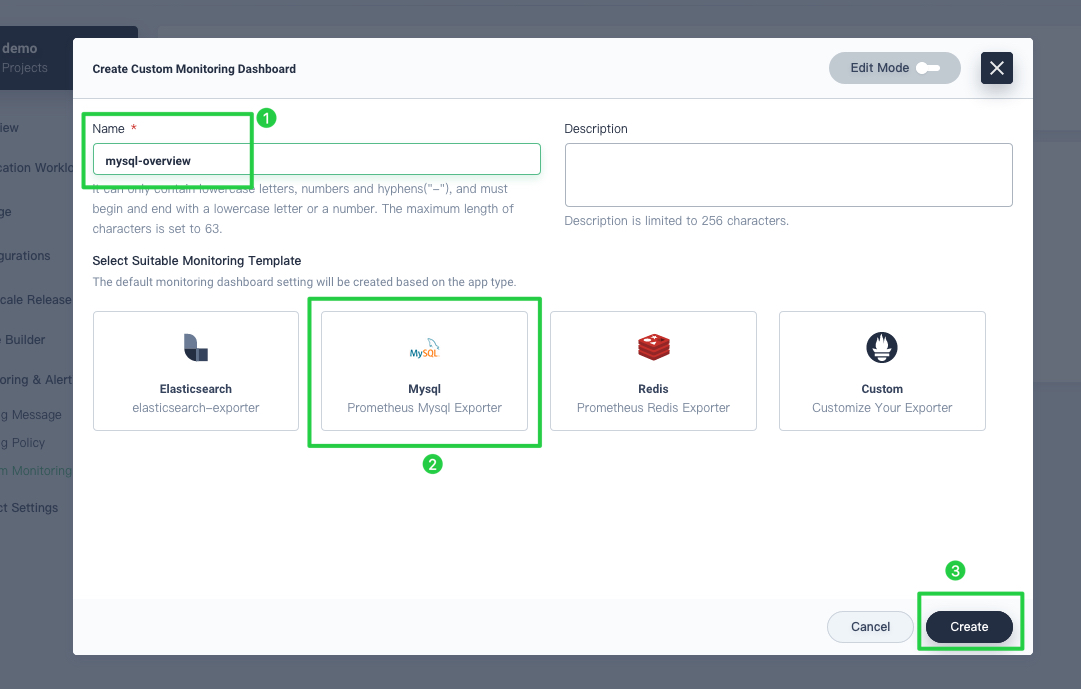 demo
Projects
Create Custom Monitoring Dashboard
Edit Mode
Name *
1
mysql-overview
It can only contain lowercase letters, numbers and hyphens("-"), and must
begin and end with a lowercase letter or a number. The maximum length of
characters is set to 63.
Description
Description is limited to 256 characters.
Select Suitable Monitoring Template
The default monitoring dashboard setting will be created based on the app type.
Elasticsearch
elasticsearch-exporter
MySQL
Mysql
Prometheus Mysql Exporter
Redis
Prometheus Redis Exporter
Custom
Customize Your Exporter
2
3
Cancel
Create
iew
cation Worklo
ge
gurations
cale Release
Builder
oring & Alert
g Message
g Policy
m Monitoring
ct Settings